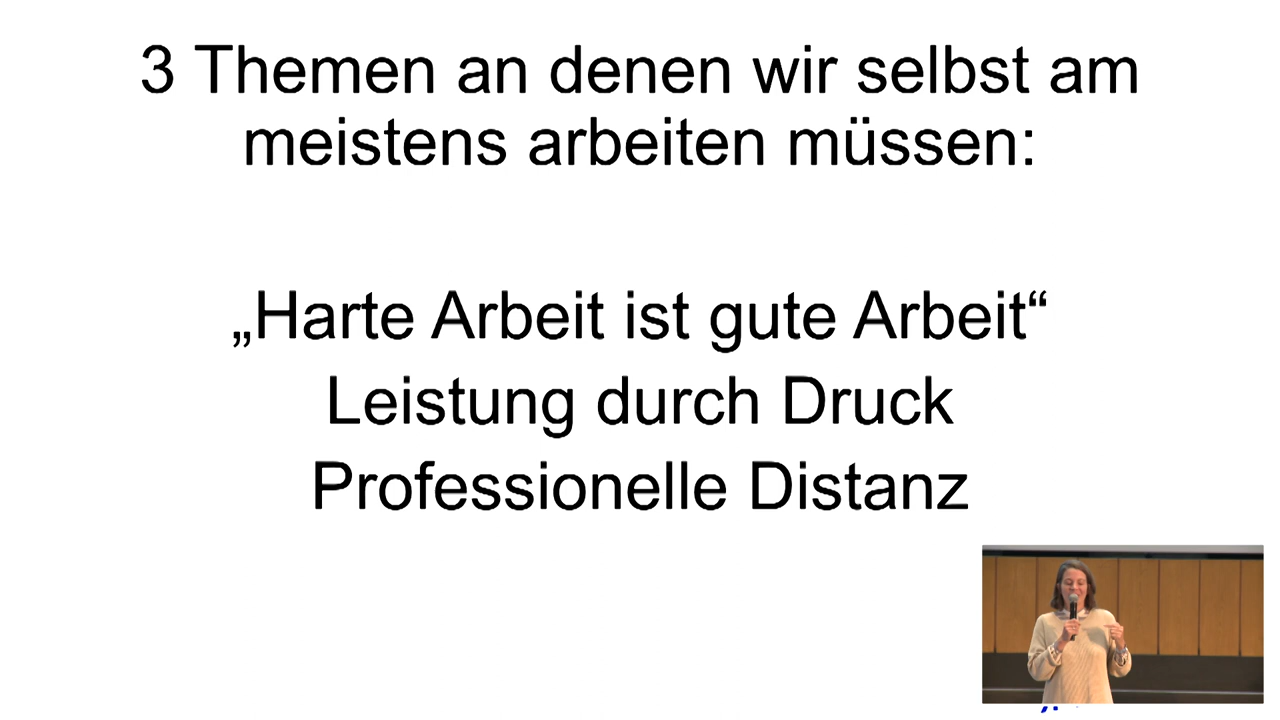 3 Themen an denen wir selbst am
meistens arbeiten müssen:
„Harte Arbeit ist gute Arbeit“
Leistung durch Druck
Professionelle Distanz